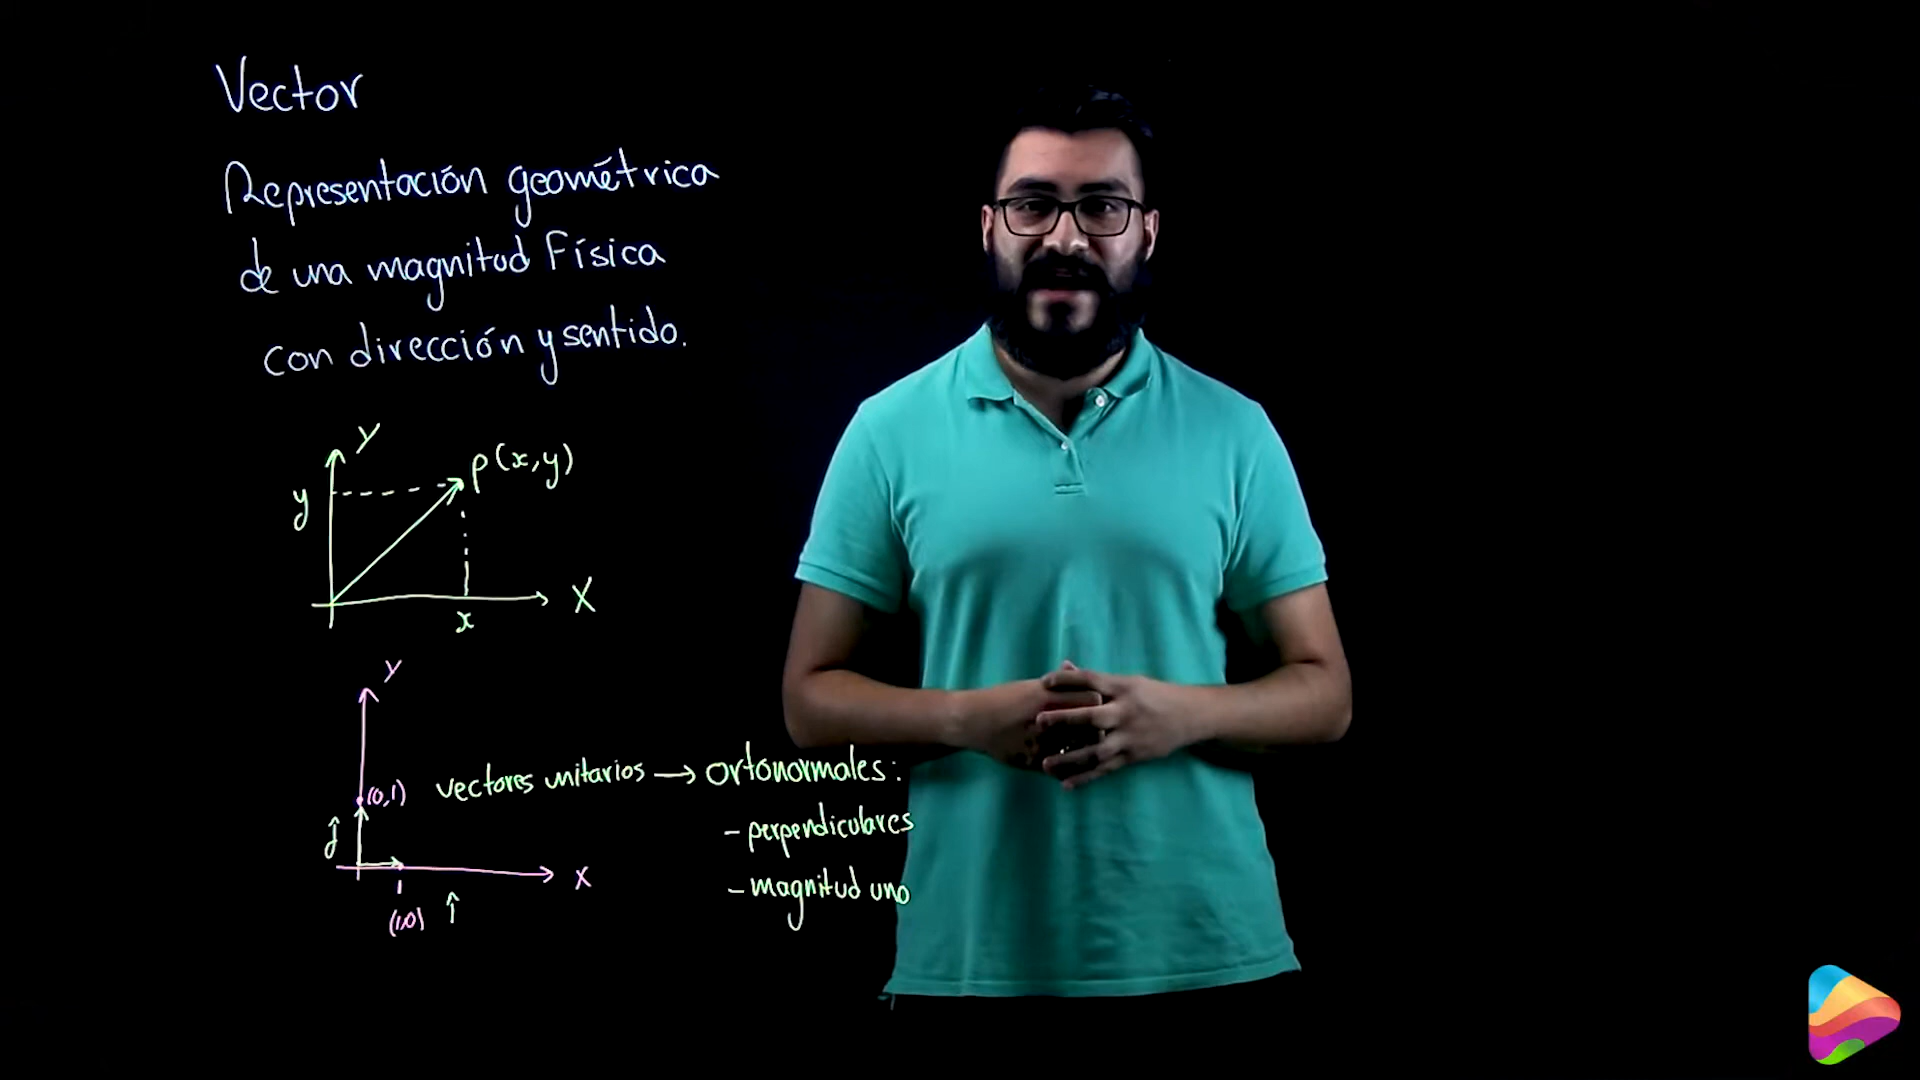 Vector
Representación geométrica
de una magnitud Física
con dirección y sentido.
Y
P(x,y)
y
X
x
Y
vectores unitarios → Ortonormales:
(0,1)
- perpendiculares
ĵ
X
- magnitud uno
(1,0) î